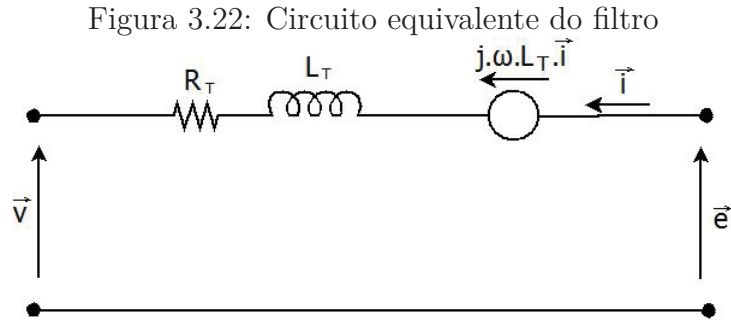 Figura 3.22: Circuito equivalente do filtro
R_T
L_T
j.ω.L_T.i⃗
i⃗
v⃗
e⃗